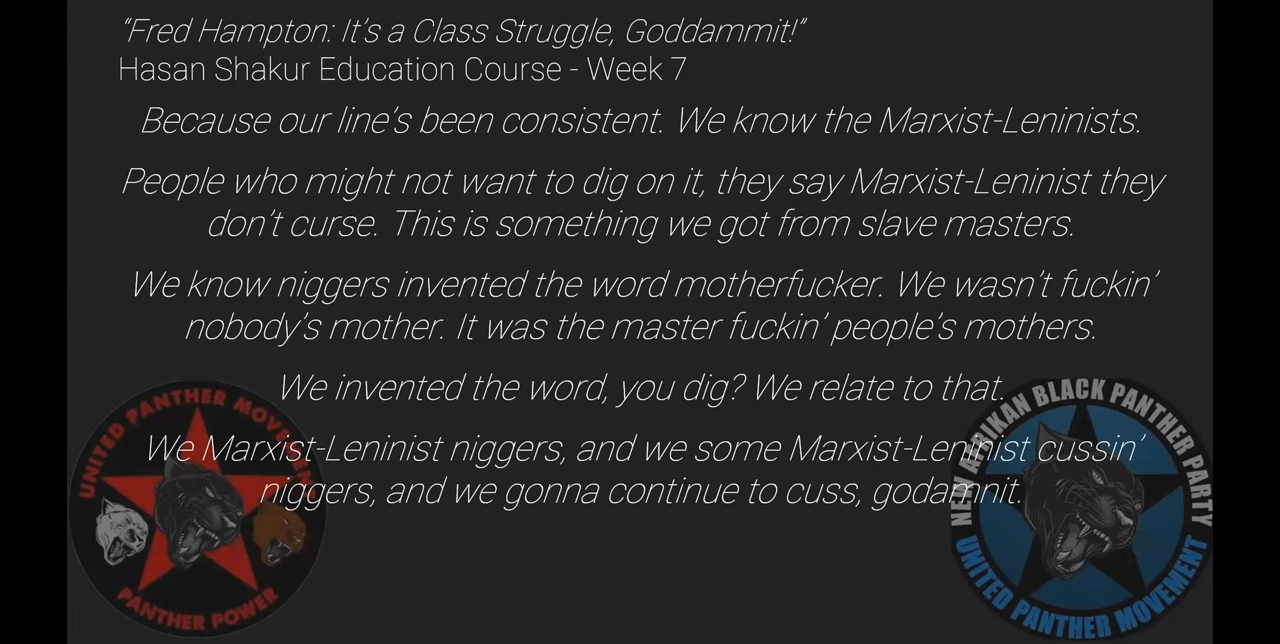 “Fred Hampton: It’s a Class Struggle, Goddammit!”
Hasan Shakur Education Course - Week 7
Because our line’s been consistent. We know the Marxist-Leninists.
People who might not want to dig on it, they say Marxist-Leninist they
don’t curse. This is something we got from slave masters.
We know niggers invented the word motherfucker. We wasn’t fuckin’
nobody’s mother. It was the master fuckin’ people’s mothers.
We invented the word, you dig? We relate to that.
We Marxist-Leninist niggers, and we some Marxist-Leninist cussin’
niggers, and we gonna continue to cuss, godamnit.
UNITED PANTHER MOVEMENT
PANTHER POWER
NEW AFRIKAN BLACK PANTHER PARTY
UNITED PANTHER MOVEMENT